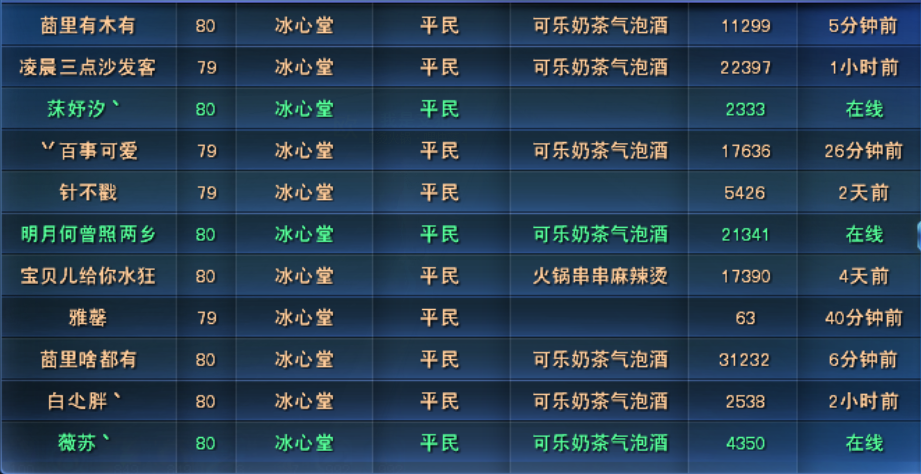 莔里有木有 80 冰心堂 平民 可乐奶茶气泡酒 11299 5分钟前
凌晨三点沙发客 79 冰心堂 平民 可乐奶茶气泡酒 22397 1小时前
莯妤汐丶 80 冰心堂 平民 2333 在线
丷百事可爱 79 冰心堂 平民 可乐奶茶气泡酒 17636 26分钟前
针不戳 79 冰心堂 平民 5426 2天前
明月何曾照两乡 80 冰心堂 平民 可乐奶茶气泡酒 21341 在线
宝贝儿给你水狂 80 冰心堂 平民 火锅串串麻辣烫 17390 4天前
雅馨 79 冰心堂 平民 63 40分钟前
莔里啥都有 80 冰心堂 平民 可乐奶茶气泡酒 31232 6分钟前
白尐胖丶 80 冰心堂 平民 可乐奶茶气泡酒 2538 2小时前
薇苏丶 80 冰心堂 平民 可乐奶茶气泡酒 4350 在线